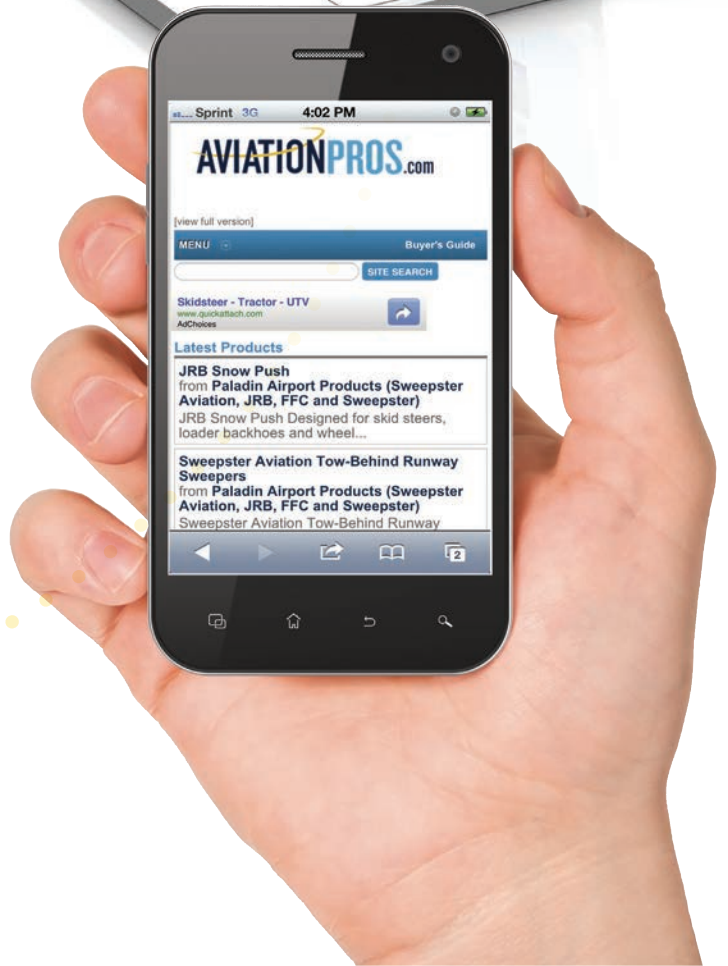 Sprint 3G 4:02 PM
AVIATIONPROS.com
[view full version]
MENU Buyer's Guide
SITE SEARCH
Skidsteer - Tractor - UTV
www.quickattach.com
AdChoices
Latest Products
JRB Snow Push
from Paladin Airport Products (Sweepster
Aviation, JRB, FFC and Sweepster)
JRB Snow Push Designed for skid steers,
loader backhoes and wheel...
Sweepster Aviation Tow-Behind Runway
Sweepers
from Paladin Airport Products (Sweepster
Aviation, JRB, FFC and Sweepster)
Sweepster Aviation Tow-Behind Runway
2